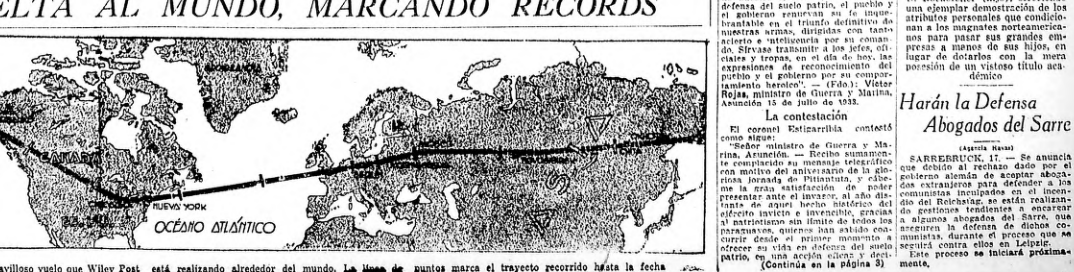 ELTA AL MUNDO, MARCANDO RECORDS
CANADA
NUEVA YORK
OCÉANO ATLÁNTICO
avilloso vuelo que Wiley Post está realizando alrededor del mundo. La línea de puntos marca el trayecto recorrido hasta la fecha
defensa del suelo patrio, el pueblo y
el gobierno renuevan su fe inque-
brantable en el triunfo definitivo de
nuestras armas, dirigidas con tanto
acierto e inteligencia por su coman-
do. Sírvase transmitir a los jefes, ofi-
ciales y tropas, en el día de hoy, las
expresiones de reconocimiento del
pueblo y el gobierno por su compor-
tamiento heroico". — (Fdo.): Víctor
Rojas, ministro de Guerra y Marina,
Asunción 15 de julio de 1933.
La contestación
El coronel Estigarribia contestó
como sigue:
"Señor ministro de Guerra y Ma-
rina, Asunción. — Recibo sumamen-
te complacido su mensaje telegráfico
con motivo del aniversario de la glo-
riosa jornada de Pitiantuta, y cábe-
me la gran satisfacción de poder
presentar ante el invasor, al año dis-
tante de aquel hecho histórico del
ejército invicto e invencible, gracias
al patriotismo sin límite de todos los
paraguayos, quienes han sabido con-
currir desde el primer momento a
ofrecer su vida en defensa del suelo
patrio, en una acción eficaz y deci-
(Continúa en la página 3)
una ejemplar demostración de los
atributos personales que condicio-
nan a los magnates norteamerica-
nos para pasar sus grandes em-
presas a manos de sus hijos, en
lugar de dotarlos con la mera
posesión de un vistoso título aca-
démico
Harán la Defensa
Abogados del Sarre
(Agencia Havas)
SARREBRUCK, 17. — Se anuncia
que debido al rechazo dado por el
gobierno alemán de aceptar aboga-
dos extranjeros para defender a los
comunistas inculpados en el incen-
dio del Reichstag, se están realizan-
do gestiones tendientes a encargar
a algunos abogados del Sarre, que
aseguren la defensa de dichos co-
munistas, durante el proceso que se
seguirá contra ellos en Leipzig.
Este proceso se iniciará próxima-
mente.